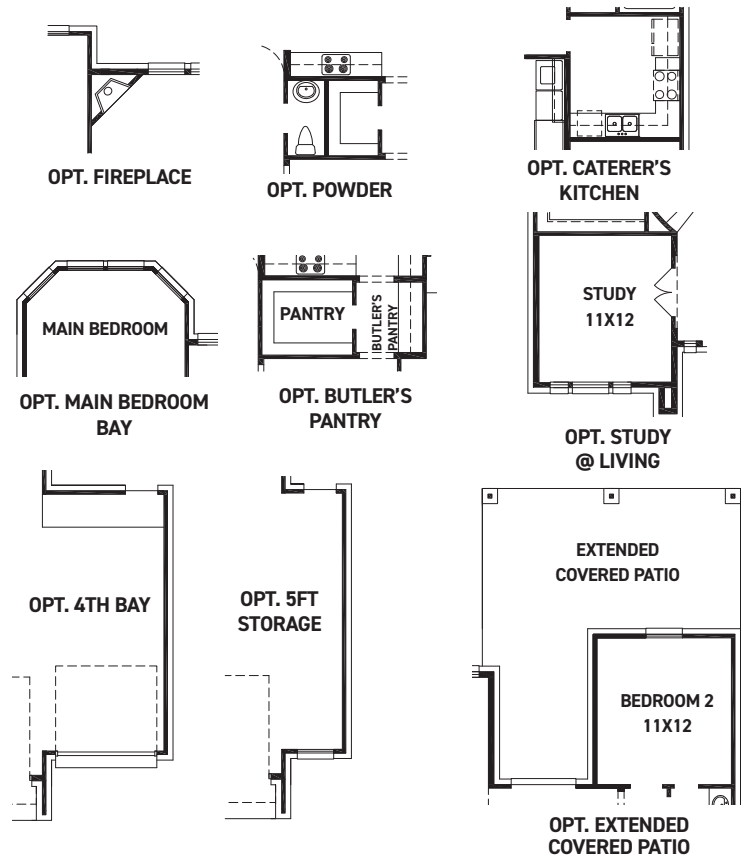 OPT. FIREPLACE
OPT. POWDER
OPT. CATERER'S
KITCHEN
MAIN BEDROOM
OPT. MAIN BEDROOM
BAY
PANTRY
BUTLER'S
PANTRY
OPT. BUTLER'S
PANTRY
STUDY
11X12
OPT. STUDY
@ LIVING
OPT. 4TH BAY
OPT. 5FT
STORAGE
EXTENDED
COVERED PATIO
BEDROOM 2
11X12
OPT. EXTENDED
COVERED PATIO